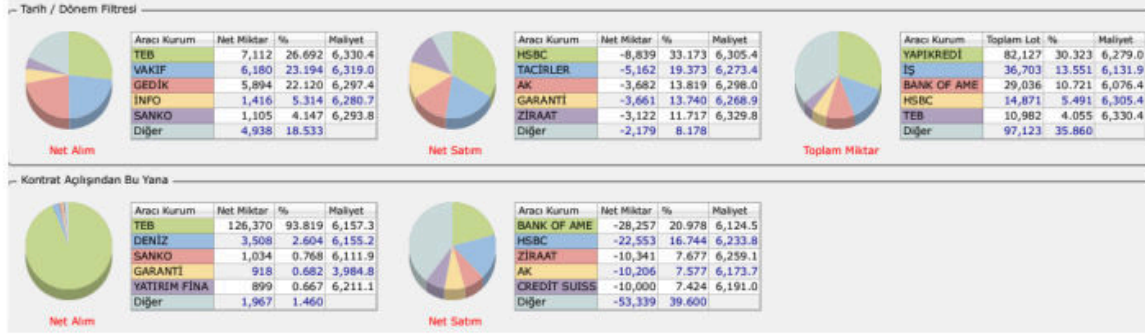 Tarih / Dönem Filtresi
Aracı Kurum Net Miktar % Maliyet
TEB 7,112 26.692 6,330.4
VAKIF 6,180 23.194 6,319.0
GEDİK 5,894 22.120 6,297.4
İNFO 1,416 5.314 6,280.7
SANKO 1,105 4.147 6,293.8
Diğer 4,938 18.533
Net Alım
Aracı Kurum Net Miktar % Maliyet
HSBC -8,839 33.173 6,305.4
TACİRLER -5,162 19.373 6,273.4
AK -3,682 13.819 6,298.0
GARANTİ -3,661 13.740 6,268.9
ZİRAAT -3,122 11.717 6,329.8
Diğer -2,179 8.178
Net Satım
Aracı Kurum Toplam Lot % Maliyet
YAPIKREDİ 82,127 30.323 6,279.0
İŞ 36,703 13.551 6,131.9
BANK OF AME 29,036 10.721 6,076.4
HSBC 14,871 5.491 6,305.4
TEB 10,982 4.055 6,330.4
Diğer 97,123 35.860
Toplam Miktar
Kontrat Açılışından Bu Yana
Aracı Kurum Net Miktar % Maliyet
TEB 126,370 93.819 6,157.3
DENİZ 3,508 2.604 6,155.2
SANKO 1,034 0.768 6,111.9
GARANTİ 918 0.682 3,984.8
YATIRIM FİNA 899 0.667 6,211.1
Diğer 1,967 1.460
Net Alım
Aracı Kurum Net Miktar % Maliyet
BANK OF AME -28,257 20.978 6,124.5
HSBC -22,553 16.744 6,233.8
ZİRAAT -10,341 7.677 6,259.1
AK -10,206 7.577 6,173.7
CREDİT SUISS -10,000 7.424 6,191.0
Diğer -53,339 39.600
Net Satım